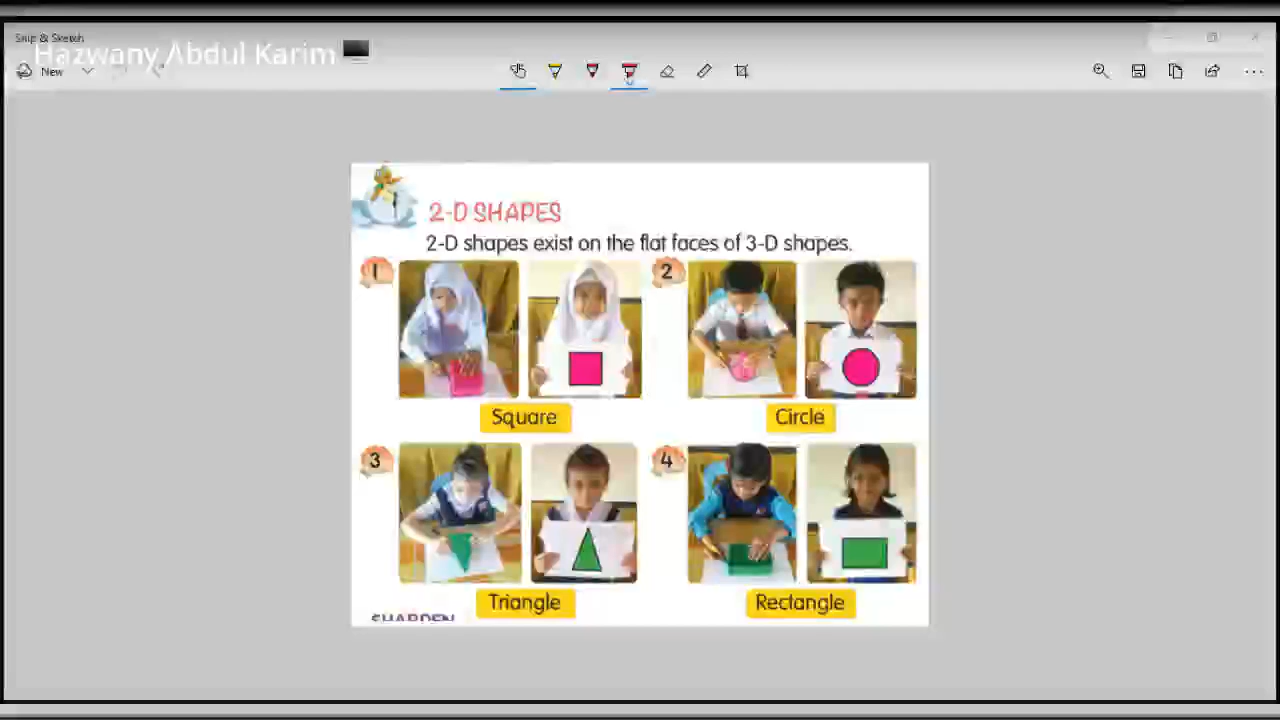 Snip & Sketch
Hazwany Abdul Karim
New
2-D SHAPES
2-D shapes exist on the flat faces of 3-D shapes.
1
2
Square
Circle
3
4
Triangle
Rectangle